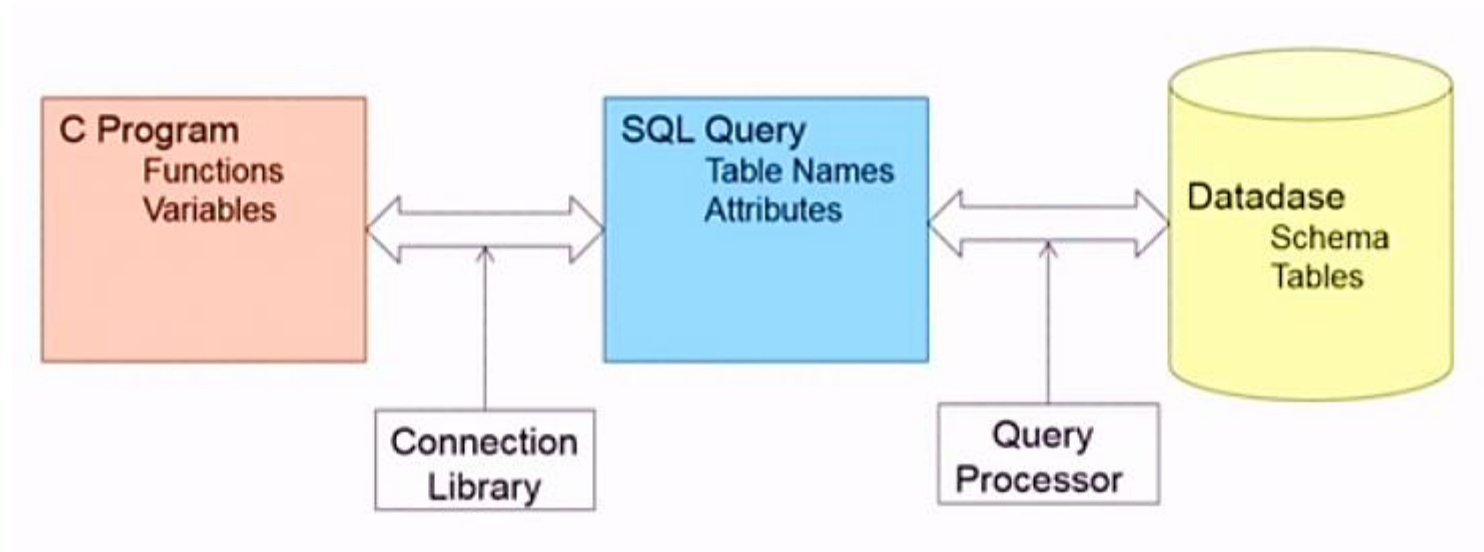 C Program
Functions
Variables
SQL Query
Table Names
Attributes
Datadase
Schema
Tables
Connection
Library
Query
Processor